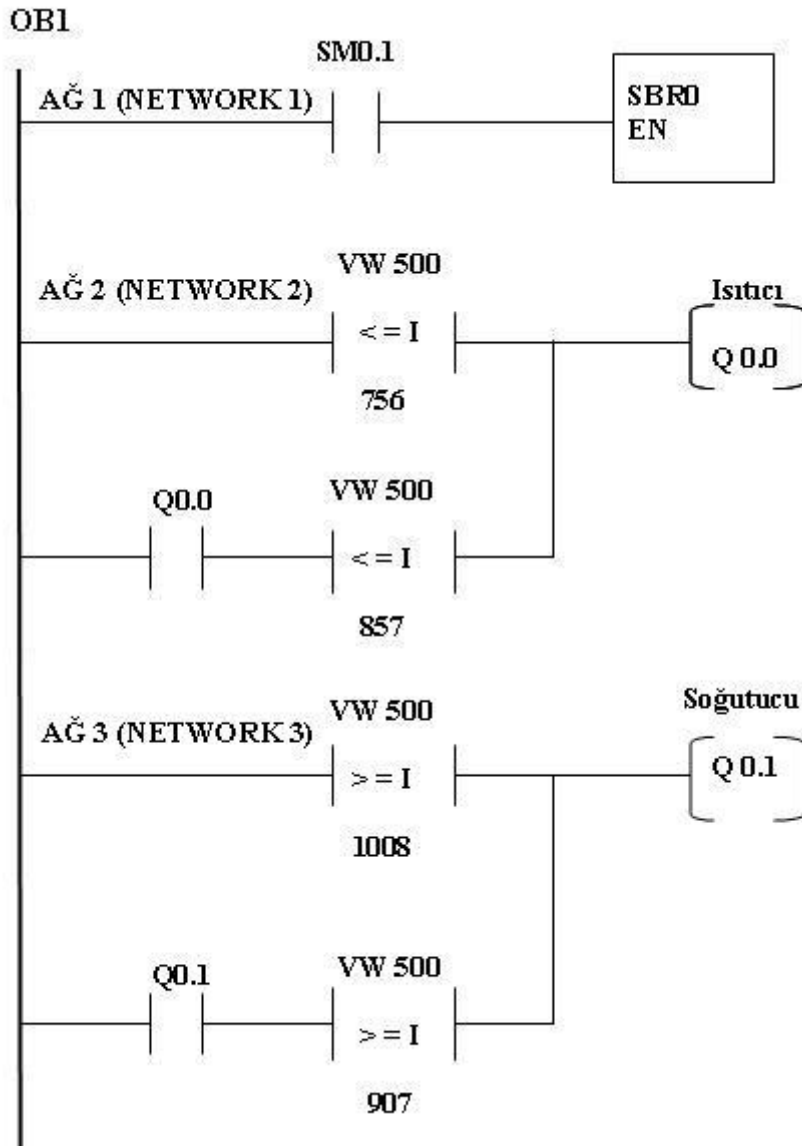 OB1
SM0.1
AĞ 1 (NETWORK 1)
SBR0
EN
VW 500
AĞ 2 (NETWORK 2)
Isıtıcı
< = I
Q 0.0
756
Q0.0
VW 500
< = I
857
VW 500
Soğutucu
AĞ 3 (NETWORK 3)
> = I
Q 0.1
1008
Q0.1
VW 500
> = I
907